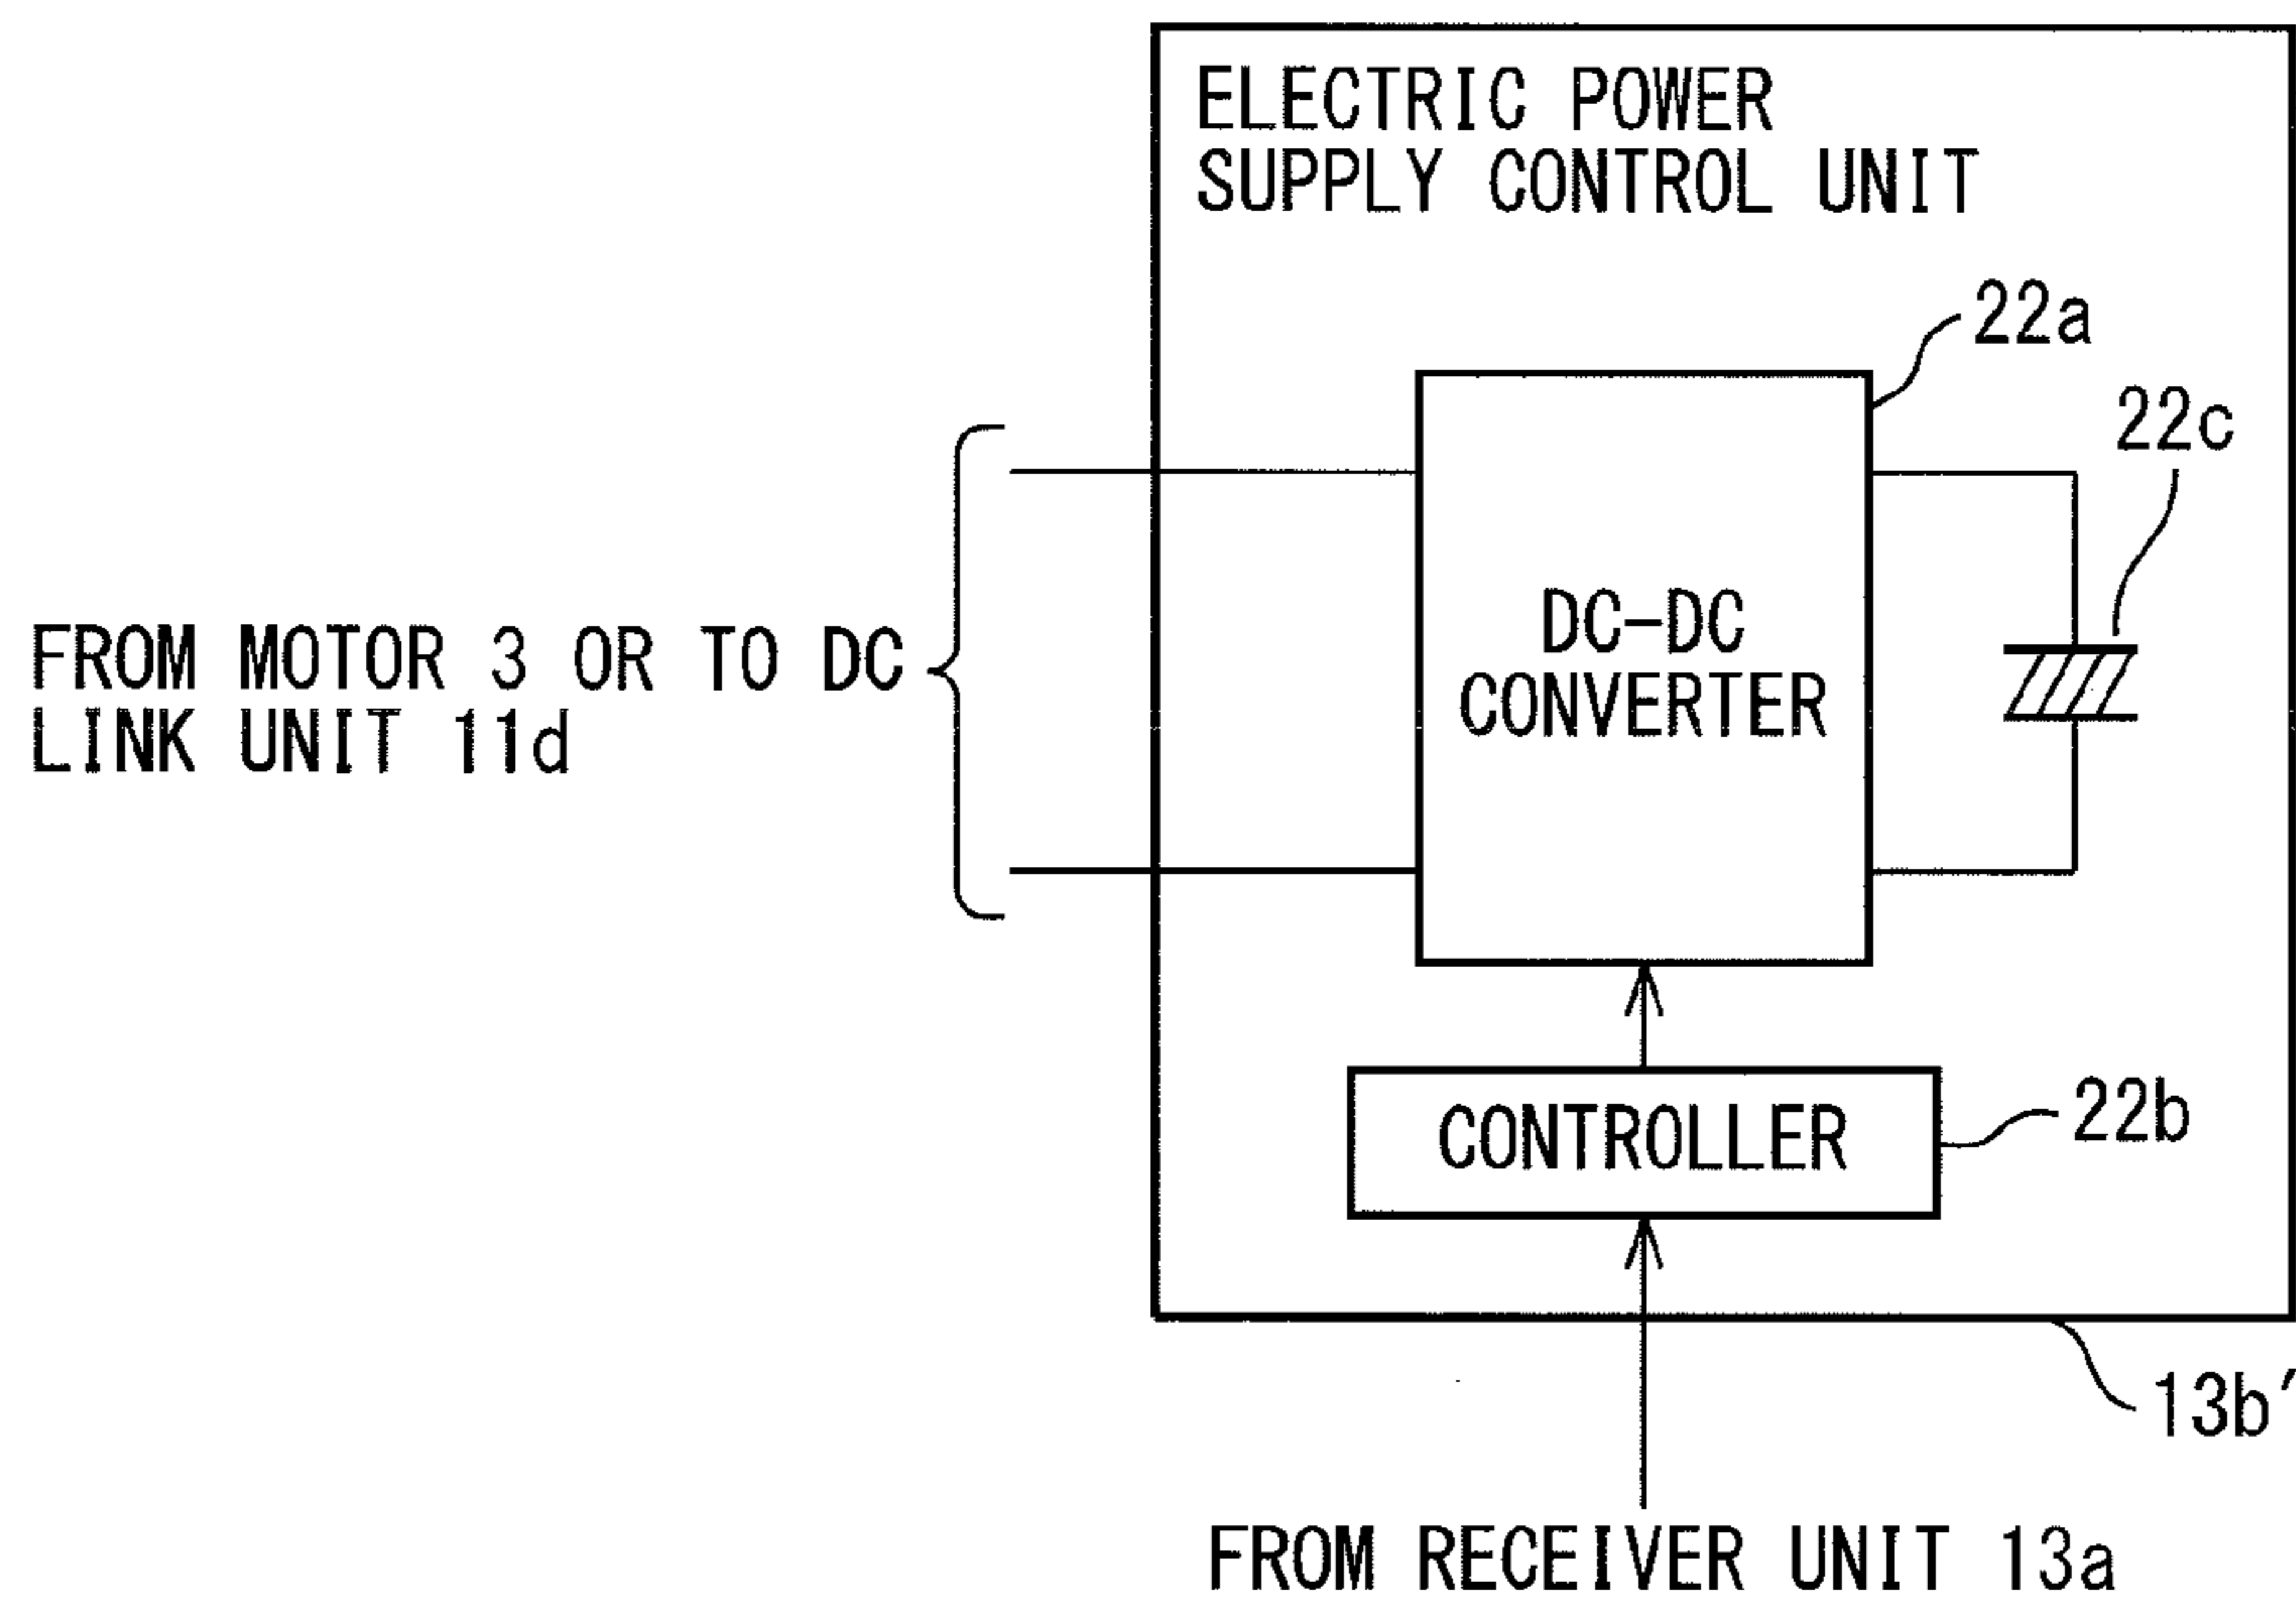 ELECTRIC POWER
SUPPLY CONTROL UNIT
22a
22c
DC-DC
CONVERTER
FROM MOTOR 3 OR TO DC
LINK UNIT 11d
CONTROLLER
22b
13b'
FROM RECEIVER UNIT 13a